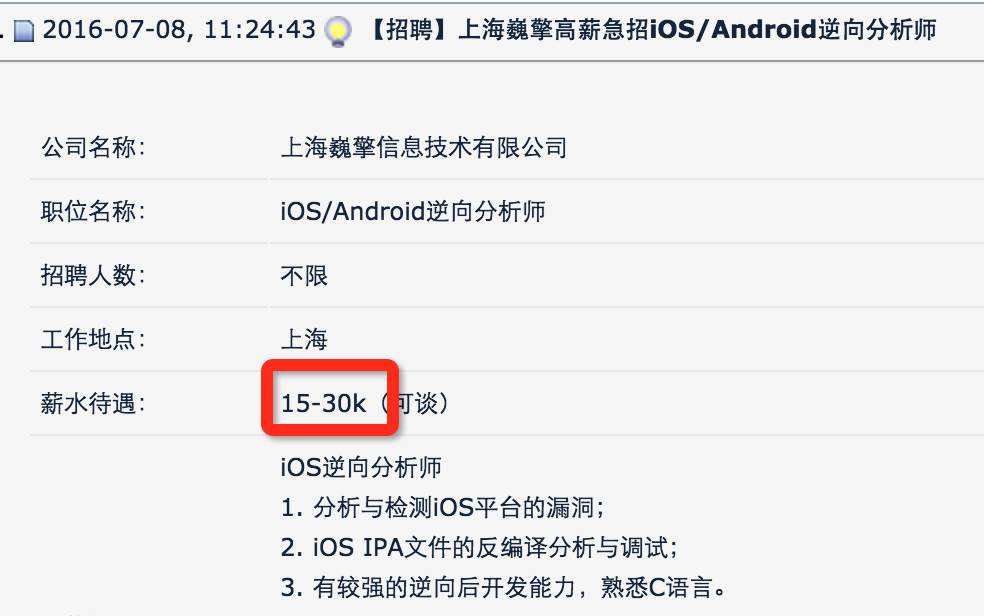 2016-07-08, 11:24:43 【招聘】上海巍擎高薪急招iOS/Android逆向分析师
公司名称: 上海巍擎信息技术有限公司
职位名称: iOS/Android逆向分析师
招聘人数: 不限
工作地点: 上海
薪水待遇: 15-30k（可谈）
iOS逆向分析师
1. 分析与检测iOS平台的漏洞；
2. iOS IPA文件的反编译分析与调试；
3. 有较强的逆向后开发能力，熟悉C语言。